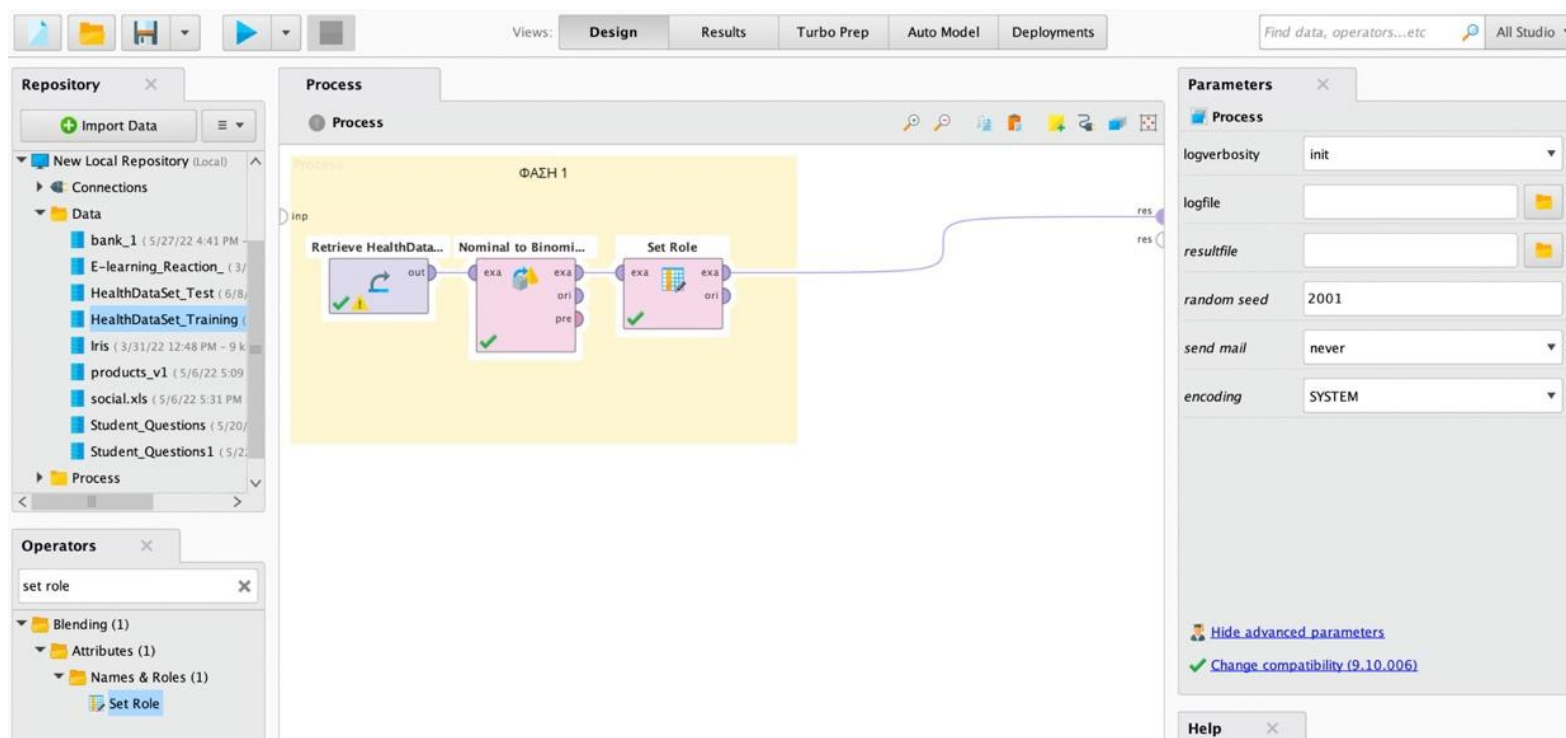 Views: Design Results Turbo Prep Auto Model Deployments
Find data, operators...etc All Studio
Repository
Import Data
New Local Repository (Local)
Connections
Data
bank_1 (5/27/22 4:41 PM –
E-learning_Reaction_ (3/
HealthDataSet_Test (6/8/
HealthDataSet_Training (
Iris (3/31/22 12:48 PM – 9 k
products_v1 (5/6/22 5:09
social.xls (5/6/22 5:31 PM
Student_Questions (5/20/
Student_Questions1 (5/2
Process
Operators
set role
Blending (1)
Attributes (1)
Names & Roles (1)
Set Role
Process
Process
Process
ΦΑΣΗ 1
inp
res
res
Retrieve HealthData...
out
Nominal to Binomi...
exa exa
ori
pre
Set Role
exa exa
ori
Parameters
Process
logverbosity init
logfile
resultfile
random seed 2001
send mail never
encoding SYSTEM
Hide advanced parameters
Change compatibility (9.10.006)
Help